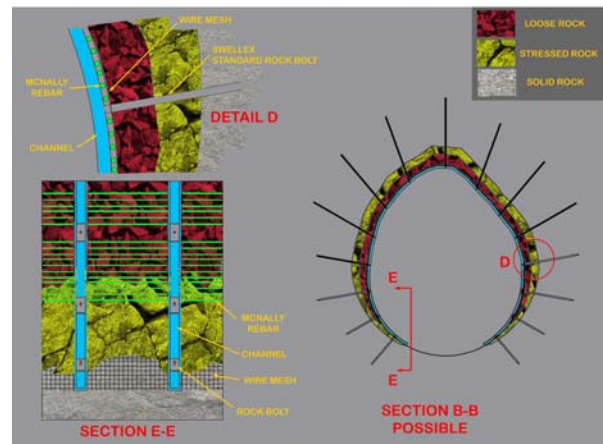 WIRE MESH
SWELLEX
STANDARD ROCK BOLT
MCNALLY
REBAR
DETAIL D
CHANNEL
LOOSE ROCK
STRESSED ROCK
SOLID ROCK
D
E
E
MCNALLY
REBAR
CHANNEL
WIRE MESH
ROCK BOLT
SECTION E-E
SECTION B-B
POSSIBLE